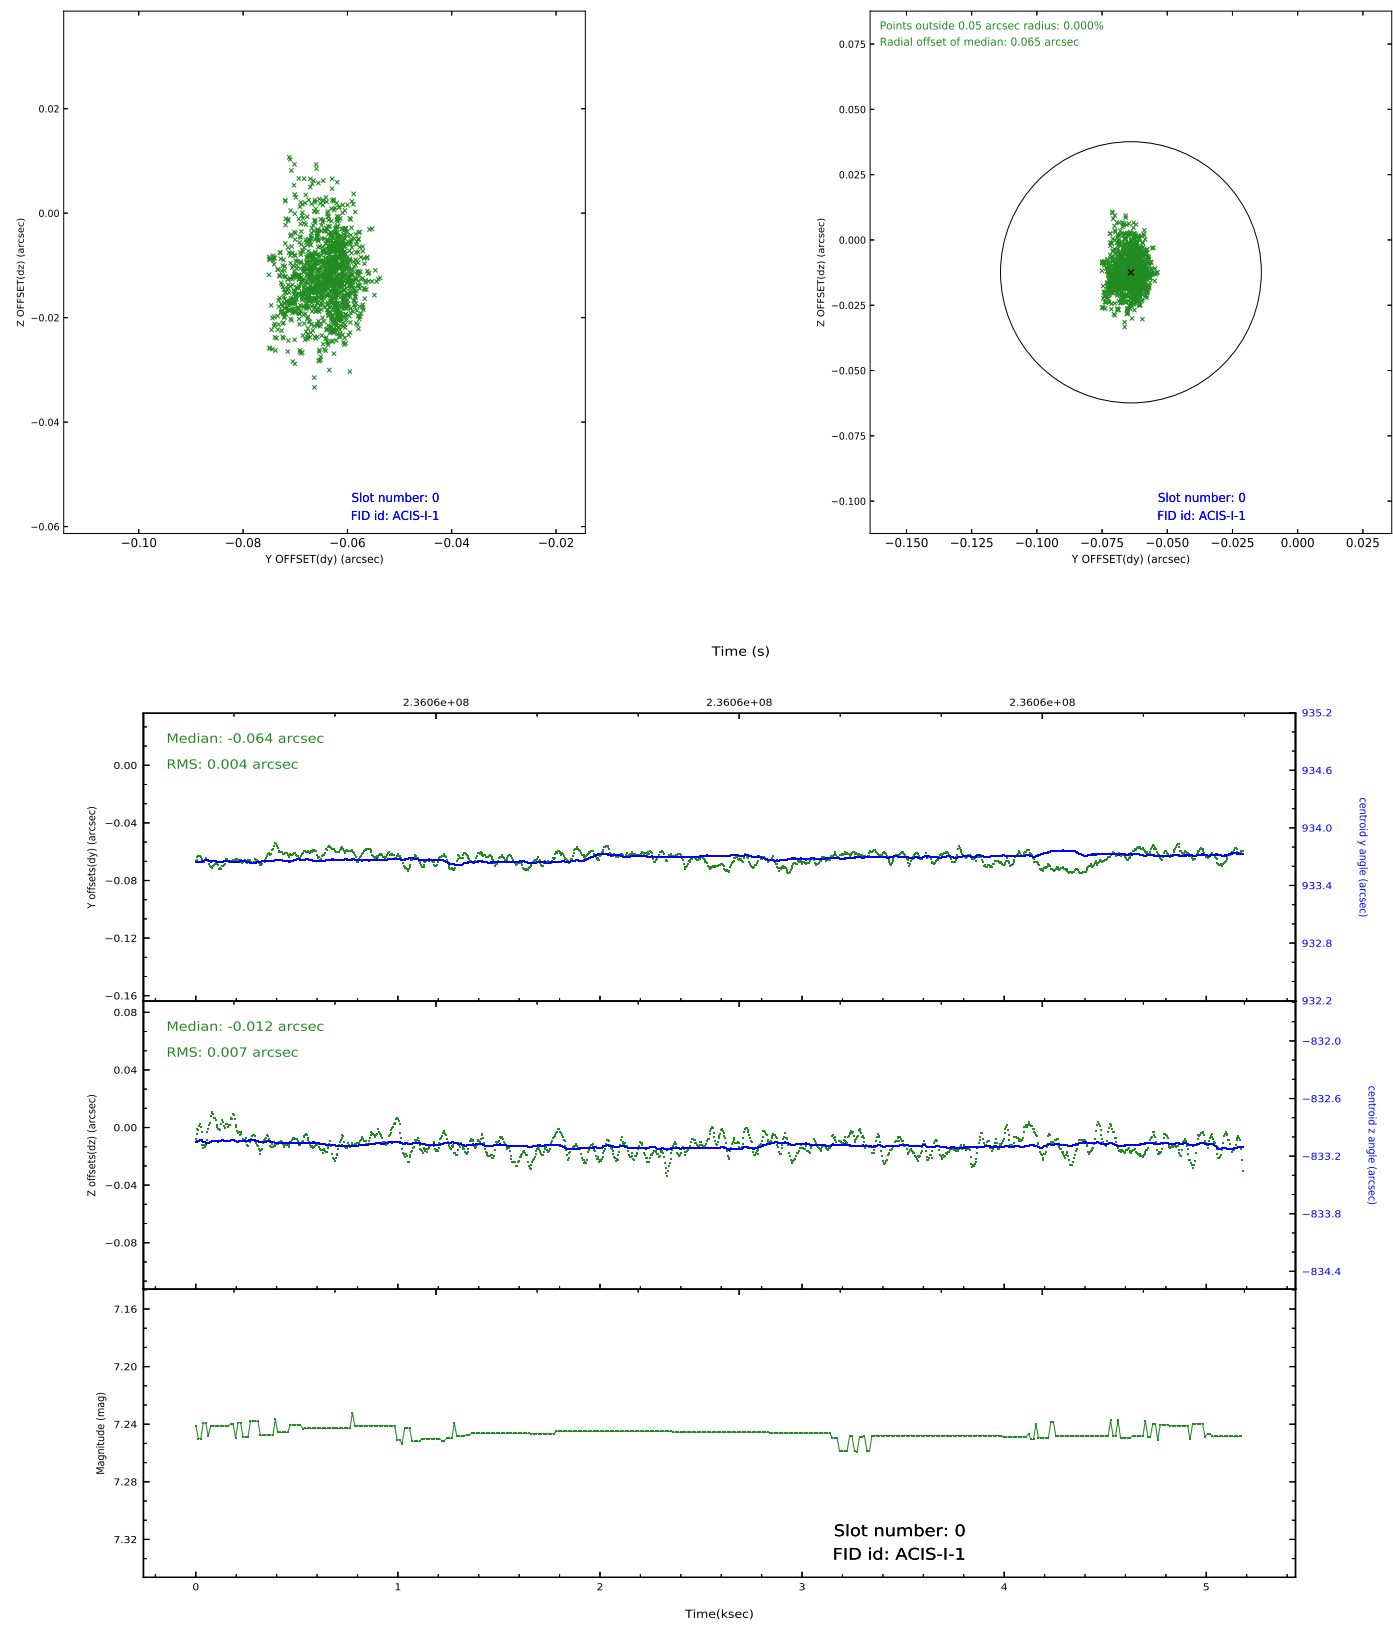 0.02
0.00
−0.02
−0.04
−0.06
Z OFFSET(dz) (arcsec)
Slot number: 0
FID id: ACIS-I-1
−0.10
−0.08
−0.06
−0.04
−0.02
Y OFFSET(dy) (arcsec)
Points outside 0.05 arcsec radius: 0.000%
Radial offset of median: 0.065 arcsec
0.075
0.050
0.025
0.000
−0.025
−0.050
−0.075
−0.100
Z OFFSET(dz) (arcsec)
Slot number: 0
FID id: ACIS-I-1
−0.150
−0.125
−0.100
−0.075
−0.050
−0.025
0.000
0.025
Y OFFSET(dy) (arcsec)
Time (s)
2.3606e+08
2.3606e+08
2.3606e+08
Median: -0.064 arcsec
RMS: 0.004 arcsec
0.00
−0.04
−0.08
−0.12
−0.16
Y offsets(dy) (arcsec)
935.2
934.6
934.0
933.4
932.8
932.2
centroid y angle (arcsec)
Median: -0.012 arcsec
RMS: 0.007 arcsec
0.08
0.04
0.00
−0.04
−0.08
Z offsets(dz) (arcsec)
−832.0
−832.6
−833.2
−833.8
−834.4
centroid z angle (arcsec)
7.16
7.20
7.24
7.28
7.32
Magnitude (mag)
Slot number: 0
FID id: ACIS-I-1
0
1
2
3
4
5
Time(ksec)